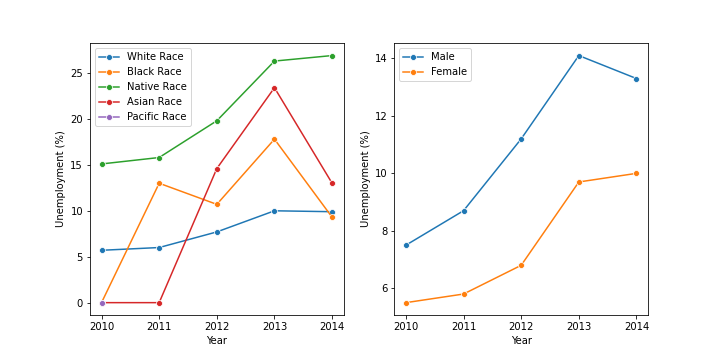 White Race
Black Race
Native Race
Asian Race
Pacific Race
Unemployment (%)
25
20
15
10
5
0
2010 2011 2012 2013 2014
Year
Male
Female
Unemployment (%)
14
12
10
8
6
2010 2011 2012 2013 2014
Year